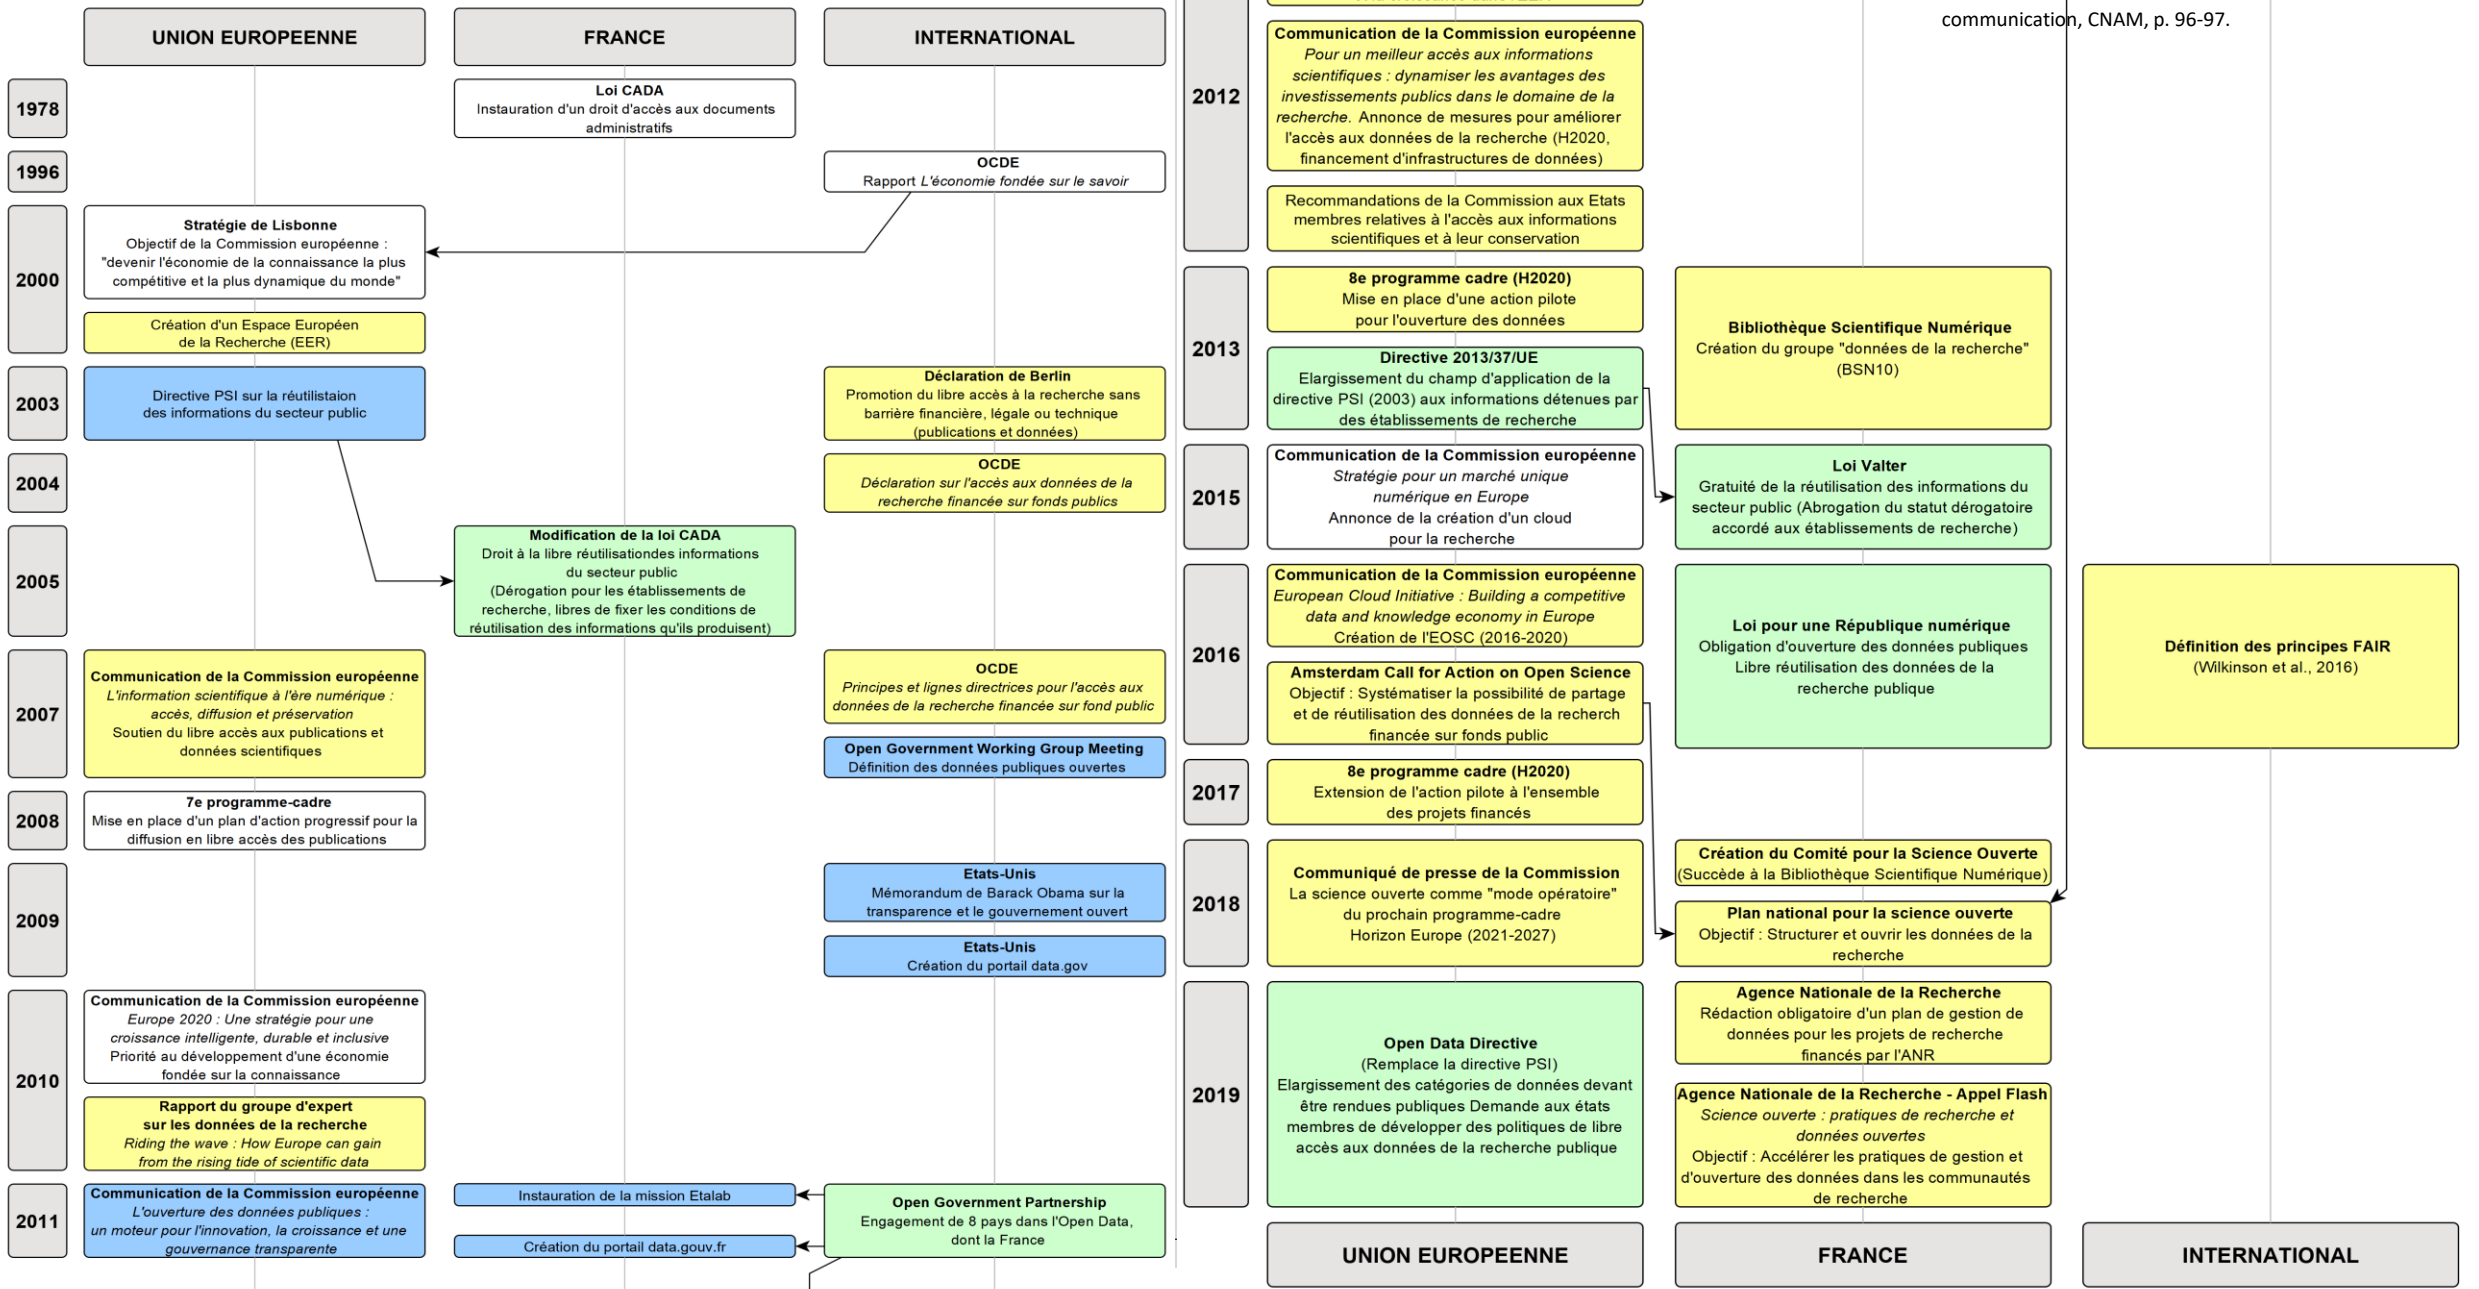 UNION EUROPEENNE
FRANCE
INTERNATIONAL
1978
Loi CADA
Instauration d'un droit d'accès aux documents
administratifs
1996
OCDE
Rapport L'économie fondée sur le savoir
2000
Stratégie de Lisbonne
Objectif de la Commission européenne :
"devenir l'économie de la connaissance la plus
compétitive et la plus dynamique du monde"
Création d'un Espace Européen
de la Recherche (EER)
2003
Directive PSI sur la réutilistaion
des informations du secteur public
Déclaration de Berlin
Promotion du libre accès à la recherche sans
barrière financière, légale ou technique
(publications et données)
2004
OCDE
Déclaration sur l'accès aux données de la
recherche financée sur fonds publics
2005
Modification de la loi CADA
Droit à la libre réutilisationdes informations
du secteur public
(Dérogation pour les établissements de
recherche, libres de fixer les conditions de
réutilisation des informations qu'ils produisent)
2007
Communication de la Commission européenne
L'information scientifique à l'ère numérique :
accès, diffusion et préservation
Soutien du libre accès aux publications et
données scientifiques
OCDE
Principes et lignes directrices pour l'accès aux
données de la recherche financée sur fond public
Open Government Working Group Meeting
Définition des données publiques ouvertes
2008
7e programme-cadre
Mise en place d'un plan d'action progressif pour la
diffusion en libre accès des publications
2009
Etats-Unis
Mémorandum de Barack Obama sur la
transparence et le gouvernement ouvert
Etats-Unis
Création du portail data.gov
2010
Communication de la Commission européenne
Europe 2020 : Une stratégie pour une
croissance intelligente, durable et inclusive
Priorité au développement d'une économie
fondée sur la connaissance
Rapport du groupe d'expert
sur les données de la recherche
Riding the wave : How Europe can gain
from the rising tide of scientific data
2011
Communication de la Commission européenne
L'ouverture des données publiques :
un moteur pour l'innovation, la croissance et une
gouvernance transparente
Instauration de la mission Etalab
Création du portail data.gouv.fr
Open Government Partnership
Engagement de 8 pays dans l'Open Data,
dont la France
communication, CNAM, p. 96-97.
2012
Communication de la Commission européenne
Pour un meilleur accès aux informations
scientifiques : dynamiser les avantages des
investissements publics dans le domaine de la
recherche. Annonce de mesures pour améliorer
l'accès aux données de la recherche (H2020,
financement d'infrastructures de données)
Recommandations de la Commission aux Etats
membres relatives à l'accès aux informations
scientifiques et à leur conservation
2013
8e programme cadre (H2020)
Mise en place d'une action pilote
pour l'ouverture des données
Directive 2013/37/UE
Elargissement du champ d'application de la
directive PSI (2003) aux informations détenues par
des établissements de recherche
Bibliothèque Scientifique Numérique
Création du groupe "données de la recherche"
(BSN10)
2015
Communication de la Commission européenne
Stratégie pour un marché unique
numérique en Europe
Annonce de la création d'un cloud
pour la recherche
Loi Valter
Gratuité de la réutilisation des informations du
secteur public (Abrogation du statut dérogatoire
accordé aux établissements de recherche)
2016
Communication de la Commission européenne
European Cloud Initiative : Building a competitive
data and knowledge economy in Europe
Création de l'EOSC (2016-2020)
Amsterdam Call for Action on Open Science
Objectif : Systématiser la possibilité de partage
et de réutilisation des données de la recherch
financée sur fonds public
Loi pour une République numérique
Obligation d'ouverture des données publiques
Libre réutilisation des données de la
recherche publique
Définition des principes FAIR
(Wilkinson et al., 2016)
2017
8e programme cadre (H2020)
Extension de l'action pilote à l'ensemble
des projets financés
2018
Communiqué de presse de la Commission
La science ouverte comme "mode opératoire"
du prochain programme-cadre
Horizon Europe (2021-2027)
Création du Comité pour la Science Ouverte
(Succède à la Bibliothèque Scientifique Numérique)
Plan national pour la science ouverte
Objectif : Structurer et ouvrir les données de la
recherche
2019
Open Data Directive
(Remplace la directive PSI)
Elargissement des catégories de données devant
être rendues publiques Demande aux états
membres de développer des politiques de libre
accès aux données de la recherche publique
Agence Nationale de la Recherche
Rédaction obligatoire d'un plan de gestion de
données pour les projets de recherche
financés par l'ANR
Agence Nationale de la Recherche - Appel Flash
Science ouverte : pratiques de recherche et
données ouvertes
Objectif : Accélérer les pratiques de gestion et
d'ouverture des données dans les communautés
de recherche
UNION EUROPEENNE
FRANCE
INTERNATIONAL